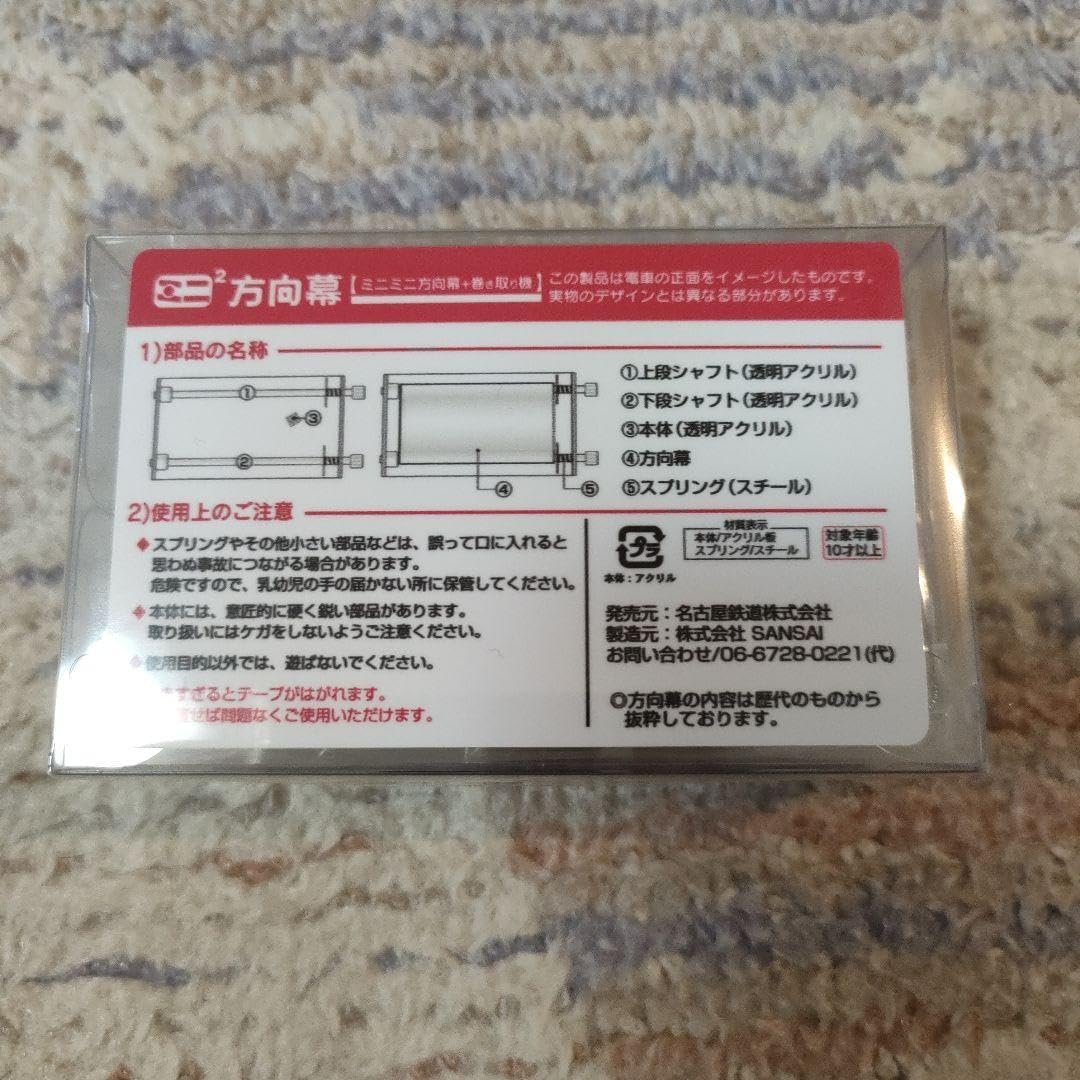 ミニ²方向幕【ミニミニ方向幕+巻き取り機】
この製品は電車の正面をイメージしたものです。
実物のデザインとは異なる部分があります。
1)部品の名称
① ② ③ ④ ⑤
①上段シャフト(透明アクリル)
②下段シャフト(透明アクリル)
③本体(透明アクリル)
④方向幕
⑤スプリング(スチール)
2)使用上のご注意
◆スプリングやその他小さい部品などは、誤って口に入れると
思わぬ事故につながる場合があります。
危険ですので、乳幼児の手の届かない所に保管してください。
◆本体には、意匠的に硬く鋭い部品があります。
取り扱いにはケガをしないようご注意ください。
◆使用目的以外では、遊ばないでください。
すぎるとテープがはがれます。
せば問題なくご使用いただけます。
プラ
本体:アクリル
材質表示
本体/アクリル板
スプリング/スチール
対象年齢
10才以上
発売元:名古屋鉄道株式会社
製造元:株式会社 SANSAI
お問い合わせ/06-6728-0221(代)
◎方向幕の内容は歴代のものから
抜粋しております。